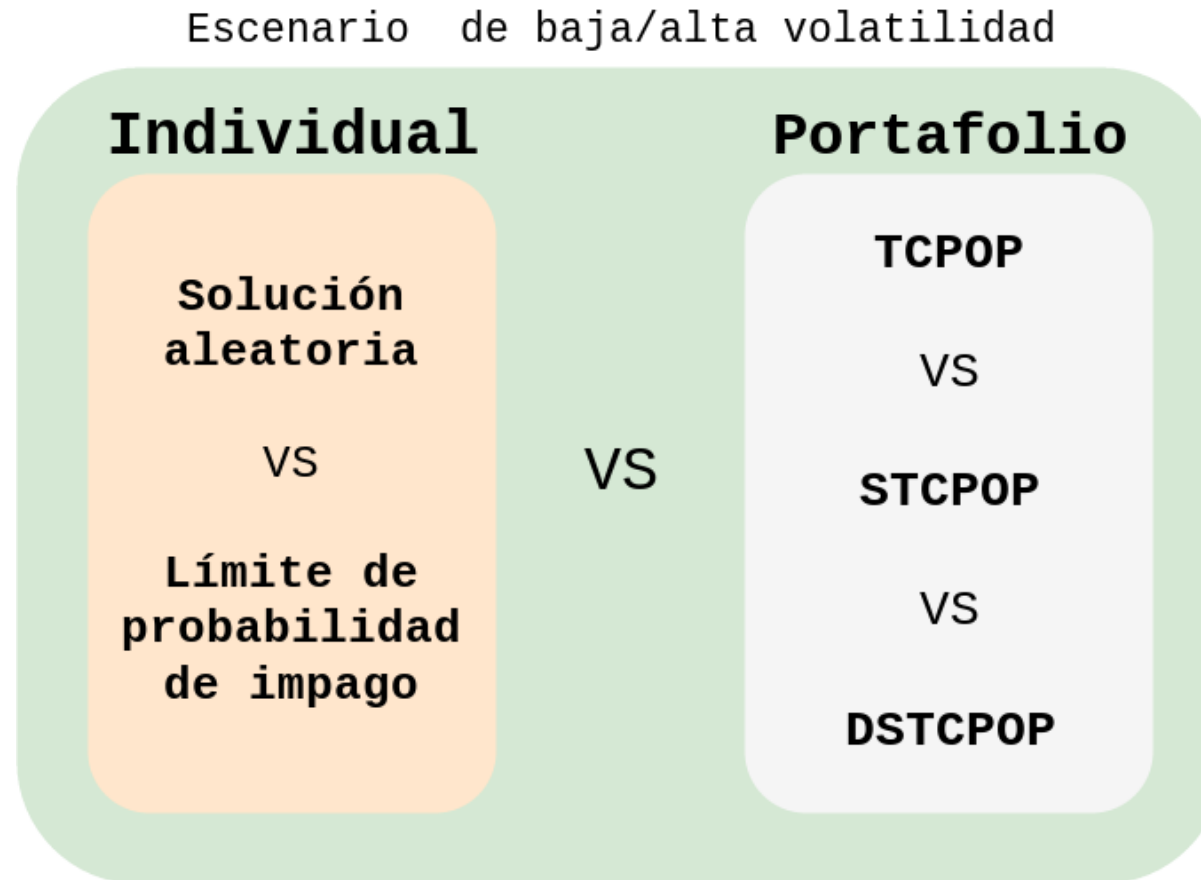 Escenario  de baja/alta volatilidad
Individual
Solución
aleatoria
VS
Límite de
probabilidad
de impago
VS
Portafolio
TCPOP
VS
STCPOP
VS
DSTCPOP